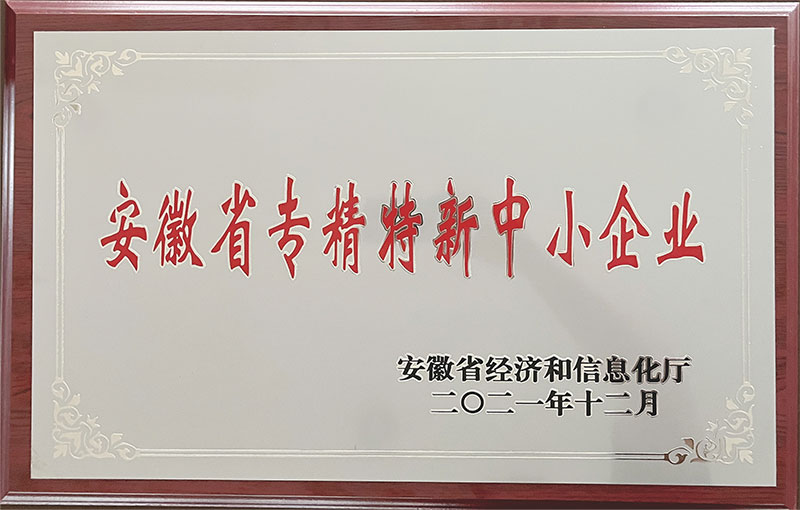 安徽省专精特新中小企业
安徽省经济和信息化厅
二〇二一年十二月